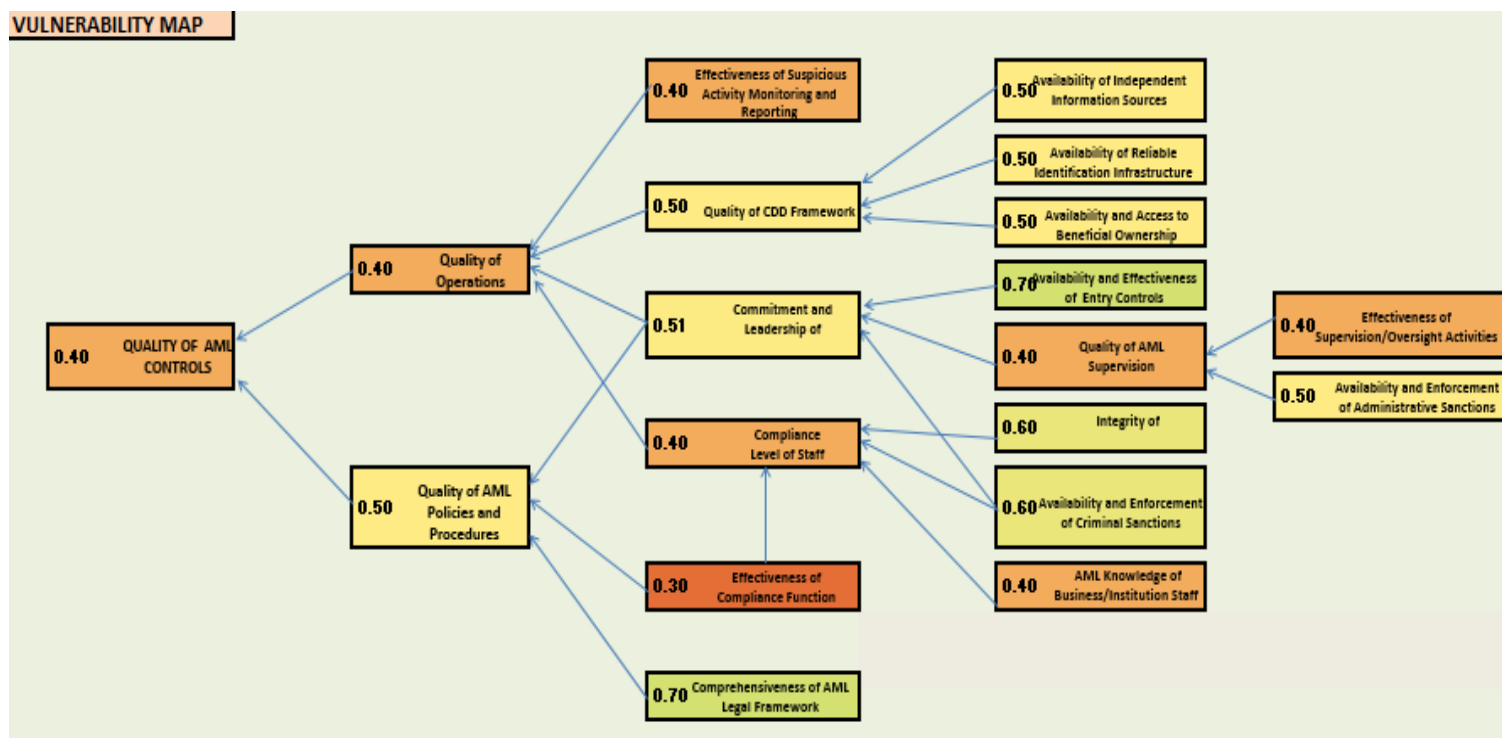 VULNERABILITY MAP
0.40
Effectiveness of Suspicious
Activity Monitoring and
Reporting
0.50
Quality of CDD Framework
0.40
Quality of
Operations
0.51
Commitment and
Leadership of
0.40
QUALITY OF AML
CONTROLS
0.40
Compliance
Level of Staff
0.50
Quality of AML
Policies and
Procedures
0.30
Effectiveness of
Compliance Function
0.70
Comprehensiveness of AML
Legal Framework
0.50
Availability of Independent
Information Sources
0.50
Availability of Reliable
Identification Infrastructure
0.50
Availability and Access to
Beneficial Ownership
0.70
Availability and Effectiveness
of Entry Controls
0.40
Quality of AML
Supervision
0.60
Integrity of
0.60
Availability and Enforcement
of Criminal Sanctions
0.40
AML Knowledge of
Business/Institution Staff
0.40
Effectiveness of
Supervision/Oversight Activities
0.50
Availability and Enforcement
of Administrative Sanctions